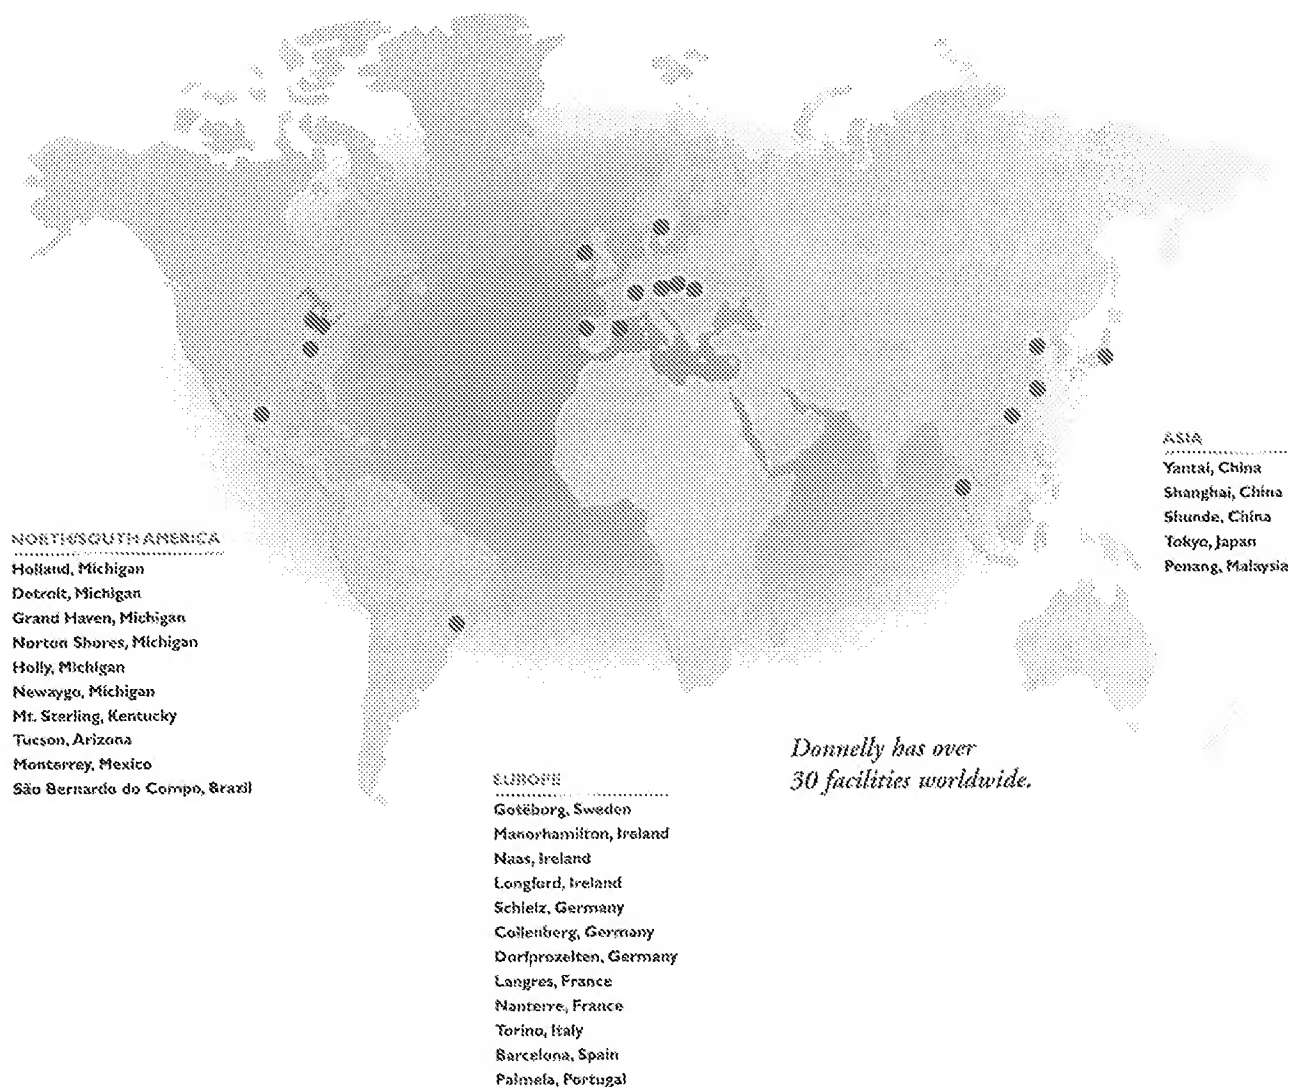 NORTH/SOUTH AMERICA
Holland, Michigan
Detroit, Michigan
Grand Haven, Michigan
Norton Shores, Michigan
Holly, Michigan
Newaygo, Michigan
Mt. Sterling, Kentucky
Tucson, Arizona
Monterrey, Mexico
São Bernardo do Compo, Brazil
EUROPE
Gotëborg, Sweden
Manorhamilton, Ireland
Naas, Ireland
Longford, Ireland
Schleiz, Germany
Collenberg, Germany
Dorfprozelten, Germany
Langres, France
Nanterre, France
Torino, Italy
Barcelona, Spain
Palmela, Portugal
Donnelly has over
30 facilities worldwide.
ASIA
Yantai, China
Shanghai, China
Shunde, China
Tokyo, Japan
Penang, Malaysia